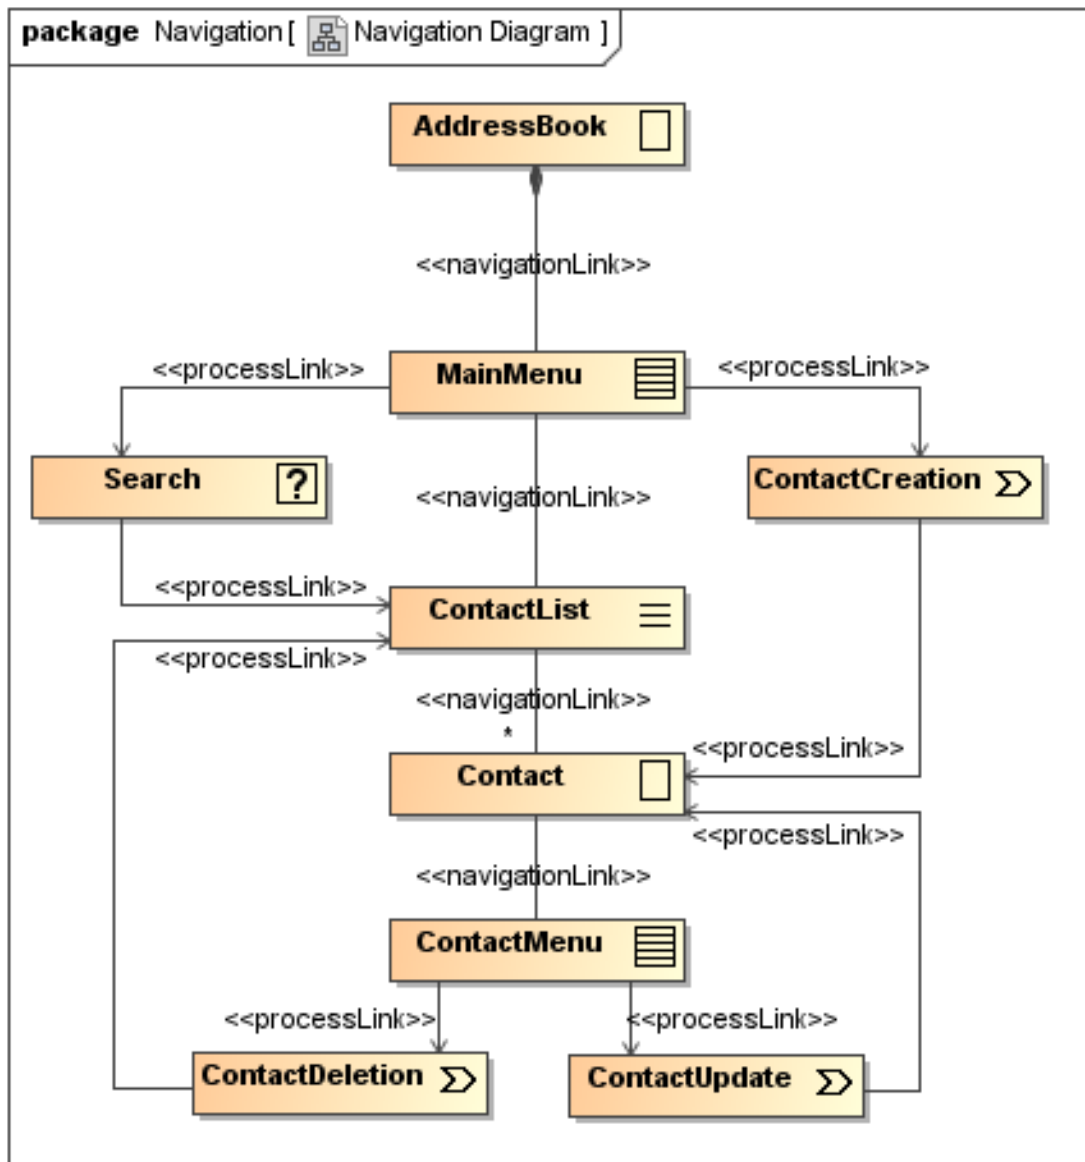 package Navigation [ Navigation Diagram ]
AddressBook
<<navigationLink>>
MainMenu
<<processLink>>
<<processLink>>
Search
?
ContactCreation
<<navigationLink>>
<<processLink>>
ContactList
<<processLink>>
<<navigationLink>>
*
<<processLink>>
Contact
<<processLink>>
<<navigationLink>>
ContactMenu
<<processLink>>
<<processLink>>
ContactDeletion
ContactUpdate